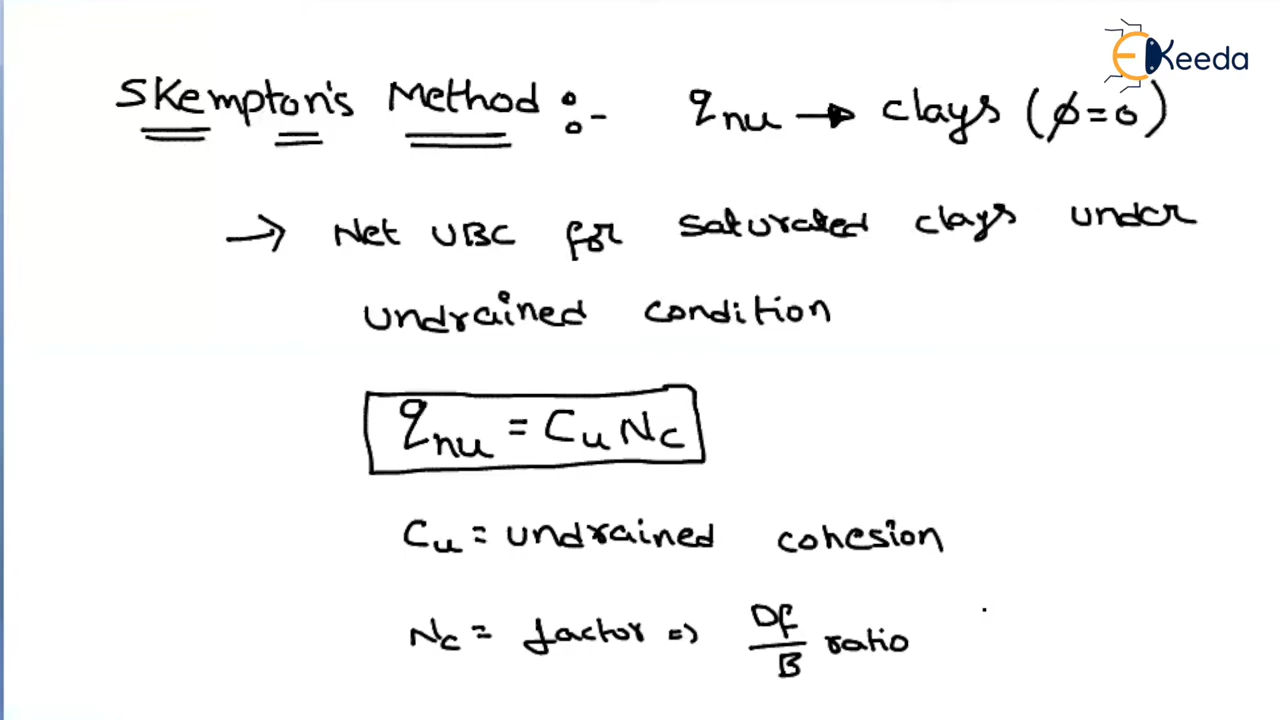 EKeeda
Skempton's Method :- qnu → clays (ϕ=0)
→ Net UBC for saturated clays under
undrained condition
qnu = Cu Nc
Cu = undrained cohesion
Nc = factor ⇒ Df/B ratio